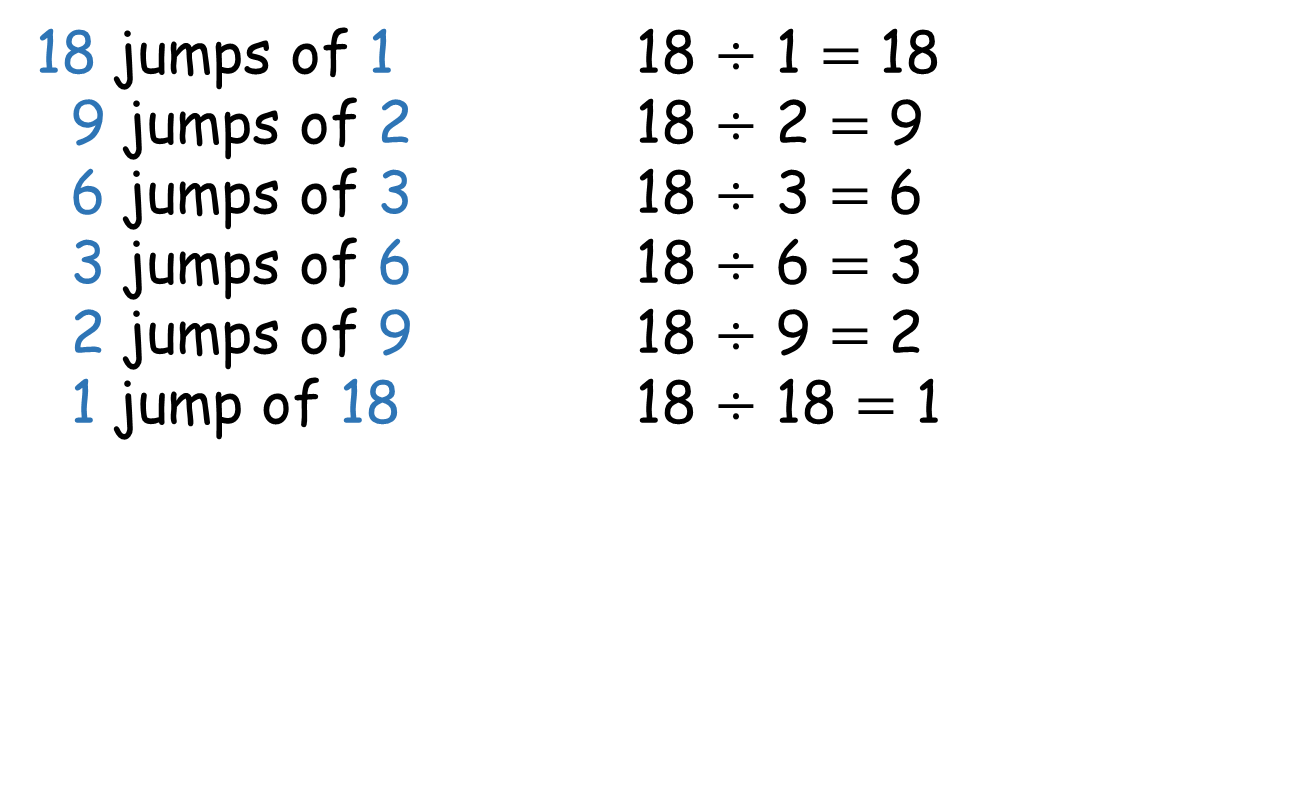 18 jumps of 1 18 ÷ 1 = 18
9 jumps of 2 18 ÷ 2 = 9
6 jumps of 3 18 ÷ 3 = 6
3 jumps of 6 18 ÷ 6 = 3
2 jumps of 9 18 ÷ 9 = 2
1 jump of 18 18 ÷ 18 = 1